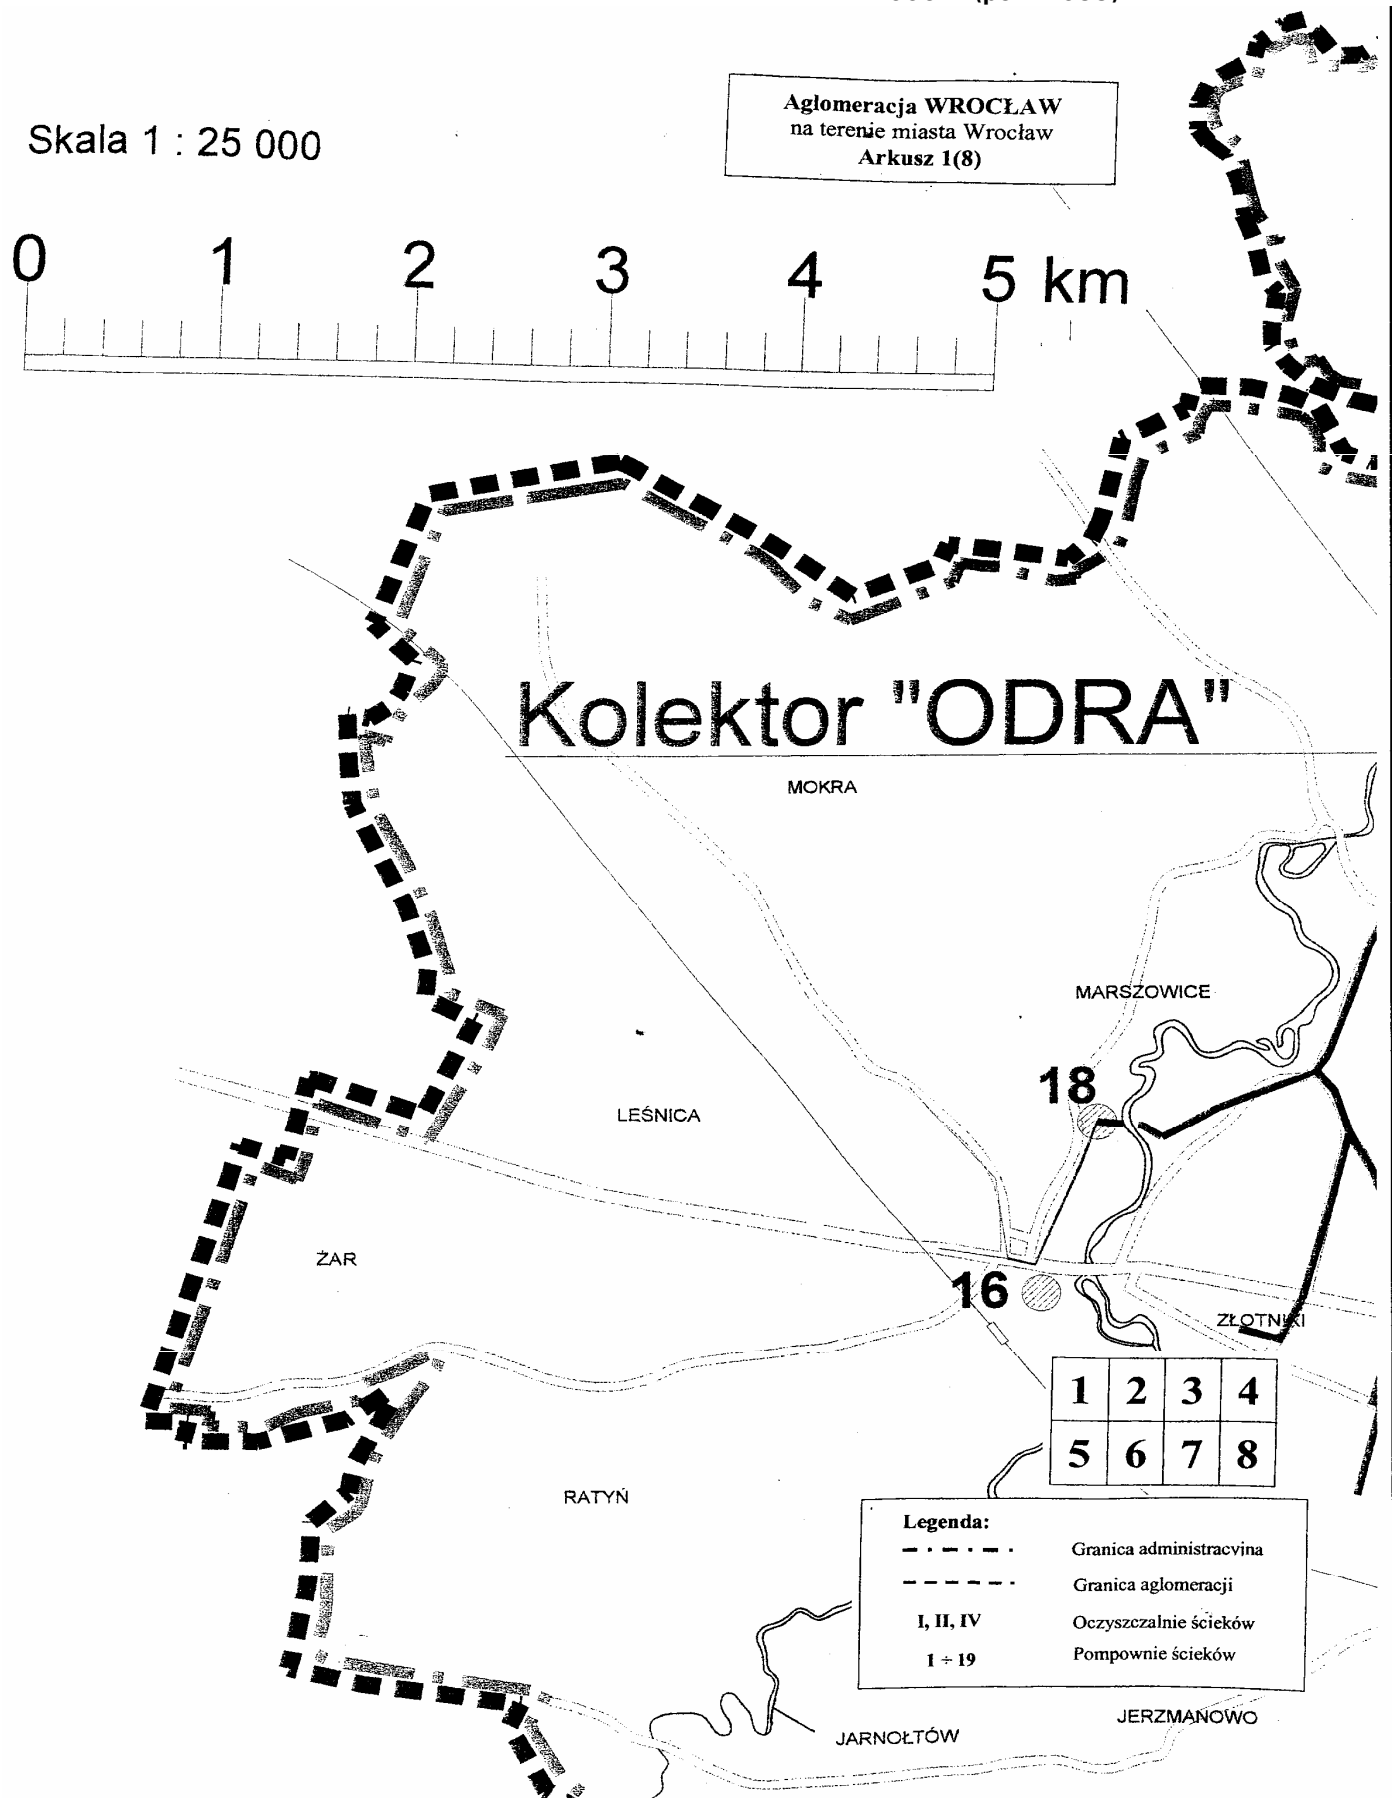 Aglomeracja WROCŁAW
na terenie miasta Wrocław
Arkusz 1(8)
Skala 1 : 25 000
0 1 2 3 4 5 km
Kolektor "ODRA"
MOKRA
MARSZOWICE
18
LEŚNICA
ŻAR
16
ZŁOTNIKI
1 2 3 4
5 6 7 8
RATYŃ
Legenda:
Granica administracvina
Granica aglomeracji
I, II, IV Oczyszczalnie ścieków
1 ÷ 19 Pompownie ścieków
JERZMANOWO
JARNOŁTÓW